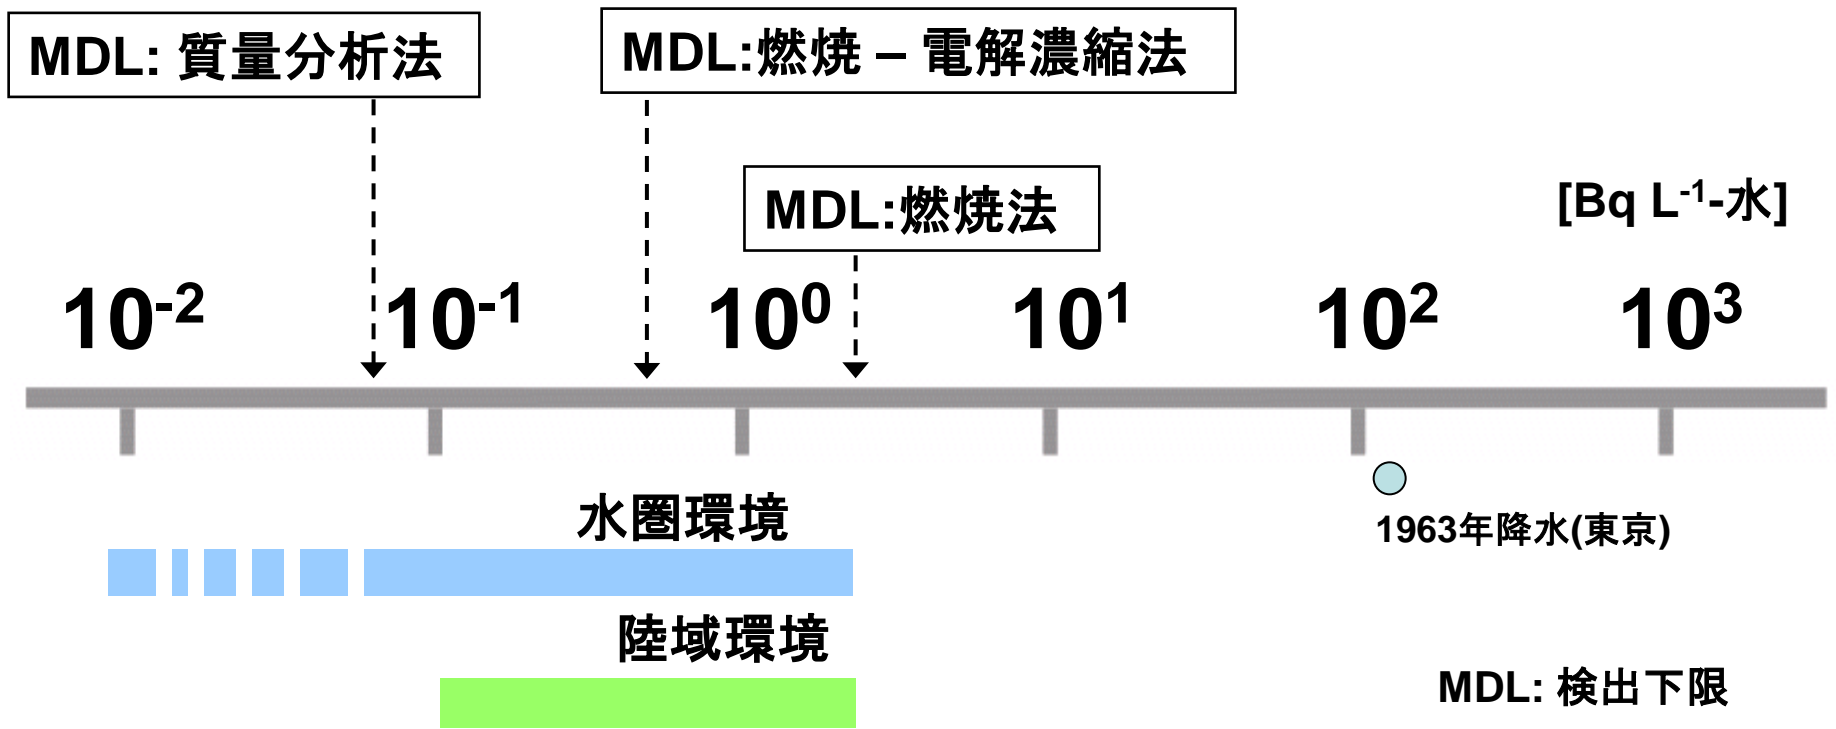 MDL: 質量分析法
MDL:燃焼 – 電解濃縮法
MDL:燃焼法
[Bq L⁻¹-水]
10⁻² 10⁻¹ 10⁰ 10¹ 10² 10³
水圏環境
1963年降水(東京)
陸域環境
MDL: 検出下限